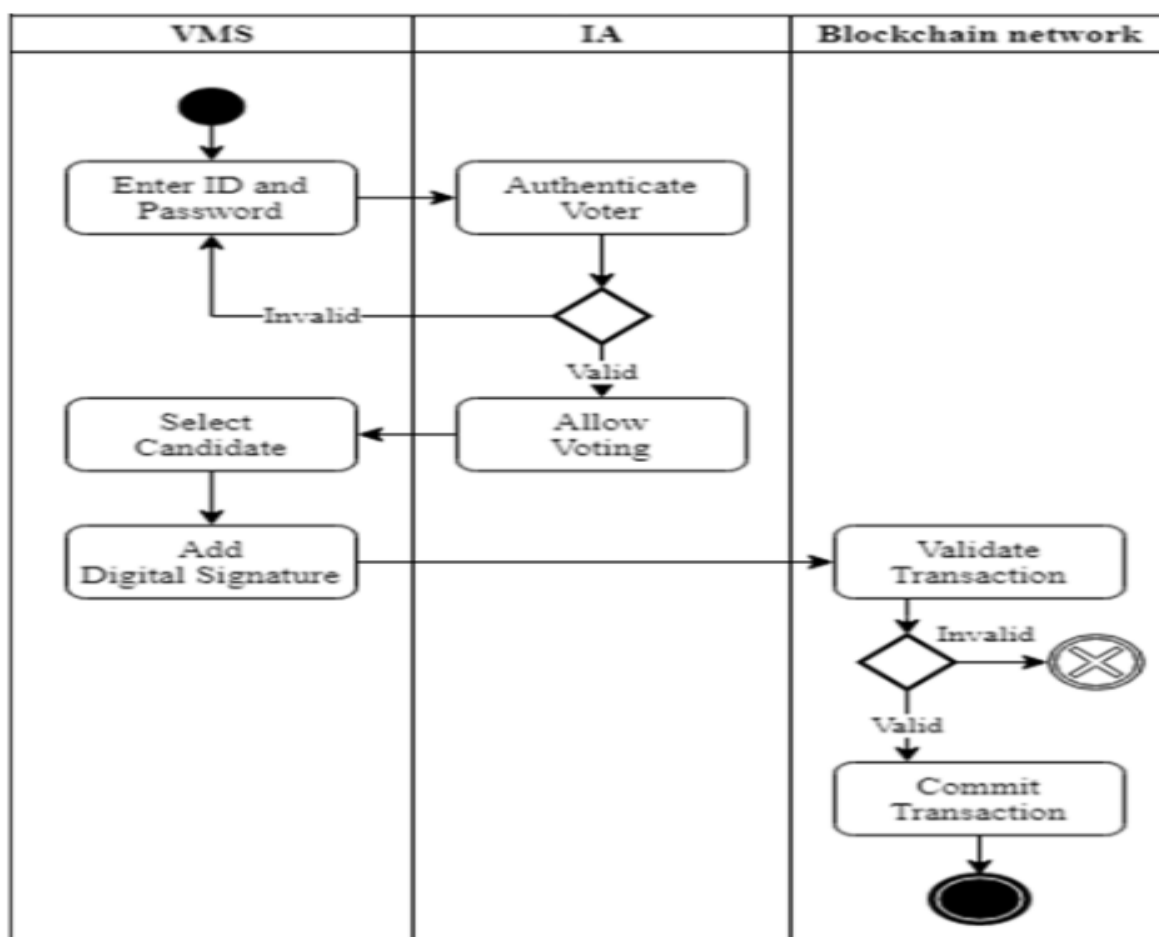 VMS
IA
Blockchain network
Enter ID and
Password
Authenticate
Voter
Invalid
Valid
Select
Candidate
Allow
Voting
Add
Digital Signature
Validate
Transaction
Invalid
Valid
Commit
Transaction